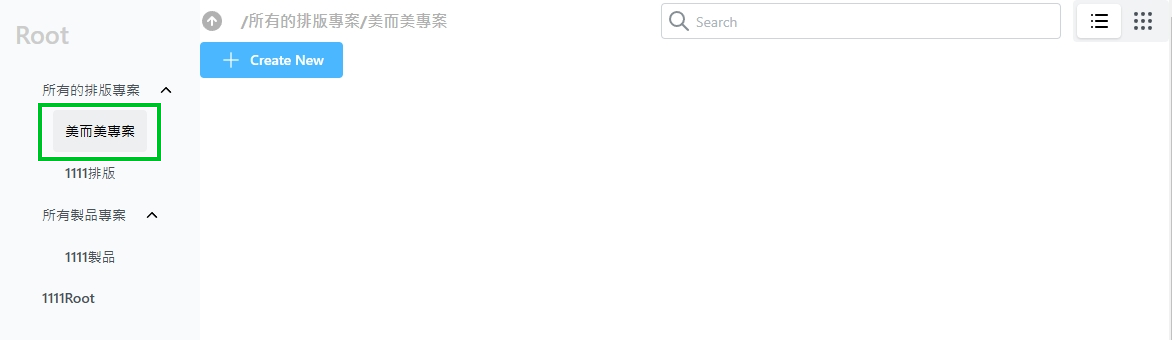 Root
所有的排版專案
美而美專案
1111排版
所有製品專案
1111製品
1111Root
/所有的排版專案/美而美專案
Search
Create New